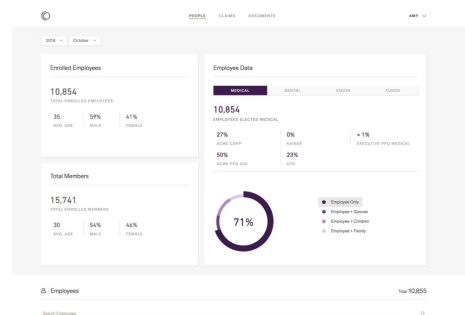 PEOPLE CLAIMS DOCUMENTS AMY
2018 October
Enrolled Employees
10,854
TOTAL ENROLLED EMPLOYEES
35 59% 41%
AVG. AGE MALE FEMALE
Total Members
15,741
TOTAL ENROLLED MEMBERS
30 54% 46%
AVG. AGE MALE FEMALE
Employee Data
MEDICAL DENTAL VISION FUNDS
10,854
EMPLOYEES ELECTED MEDICAL
27% 0% < 1%
ACME CDHP KAISER EXECUTIVE PPO MEDICAL
50% 23%
ACME PPO 500 EPO
71%
Employee Only
Employee + Spouse
Employee + Children
Employee + Family
Employees Total 10,855
Search Employees